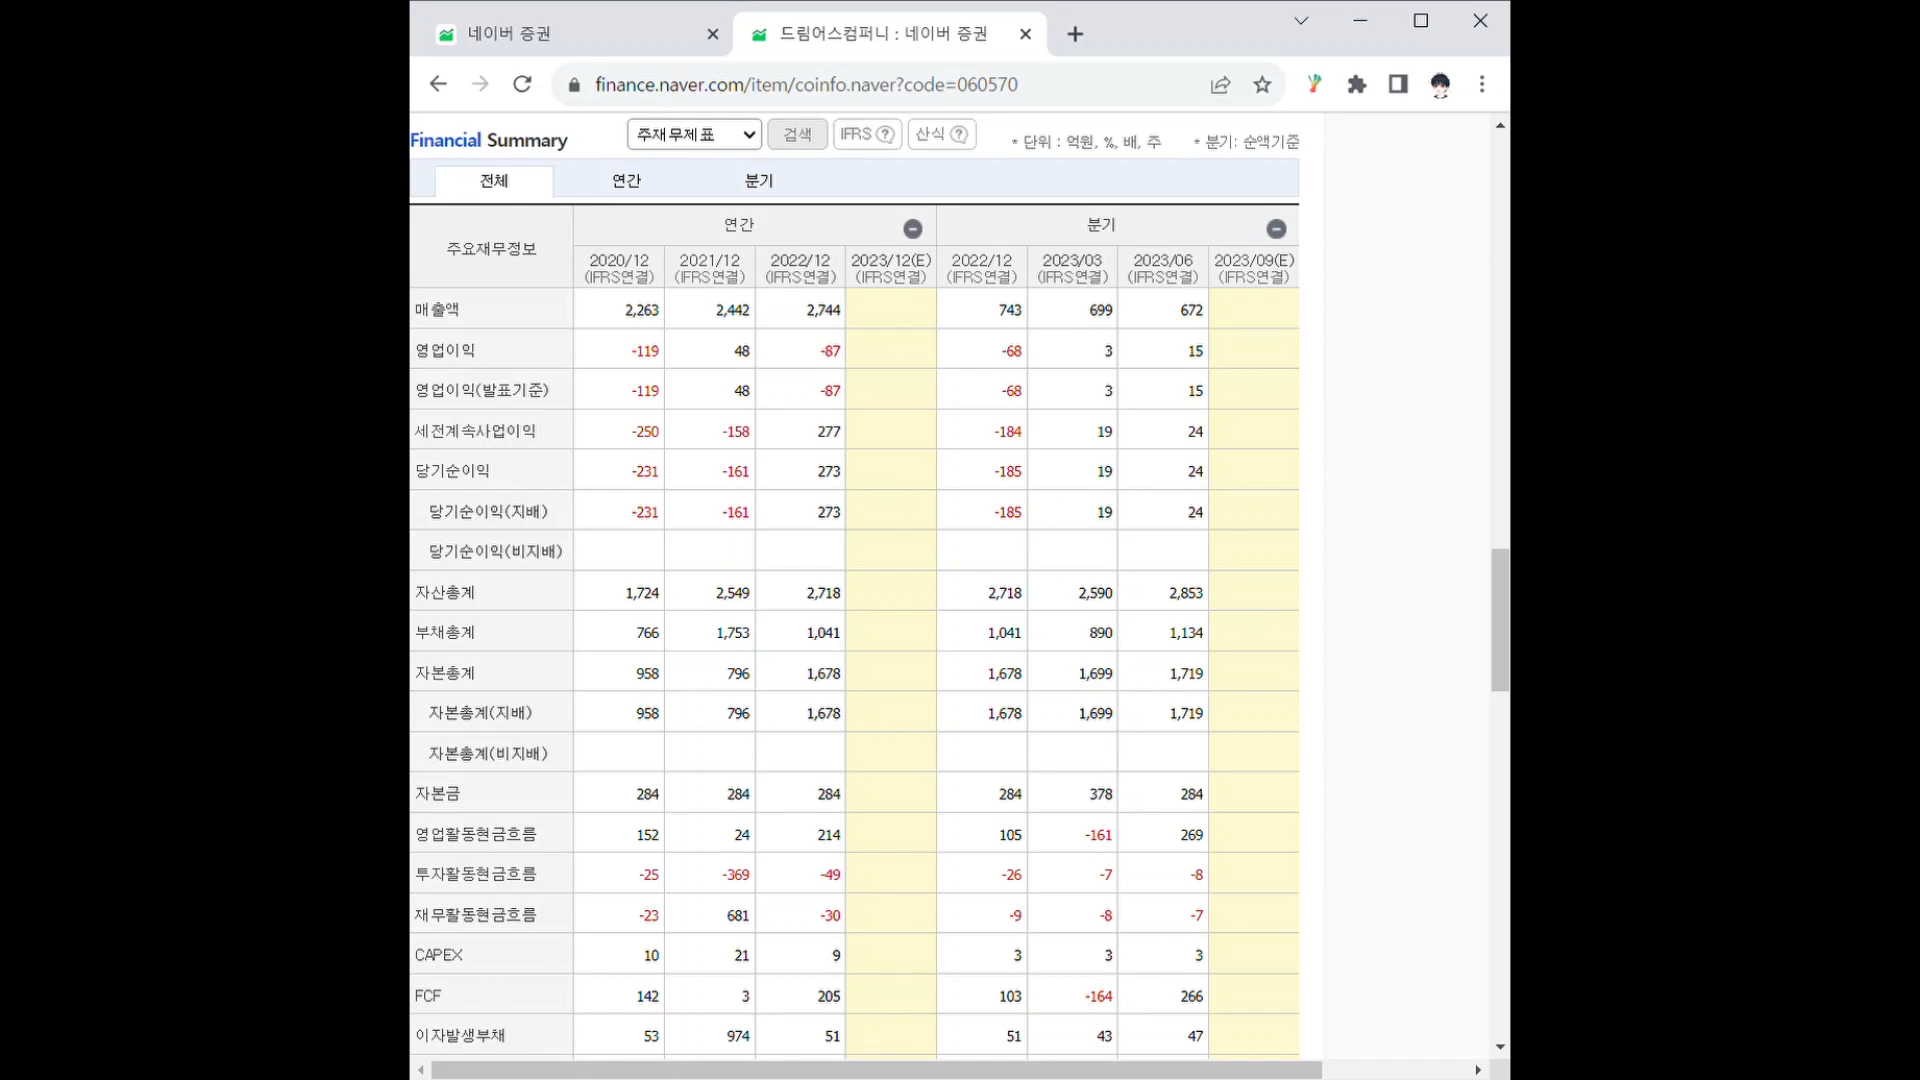 네이버 증권
드림어스컴퍼니 : 네이버 증권
finance.naver.com/item/coinfo.naver?code=060570
Financial Summary
주재무제표 검색 IFRS ? 산식 ? * 단위 : 억원, %, 배, 주 * 분기: 순액기준
전체 연간 분기
주요재무정보 연간 분기
2020/12 2021/12 2022/12 2023/12(E) 2022/12 2023/03 2023/06 2023/09(E)
(IFRS연결) (IFRS연결) (IFRS연결) (IFRS연결) (IFRS연결) (IFRS연결) (IFRS연결) (IFRS연결)
매출액 2,263 2,442 2,744 743 699 672
영업이익 -119 48 -87 -68 3 15
영업이익(발표기준) -119 48 -87 -68 3 15
세전계속사업이익 -250 -158 277 -184 19 24
당기순이익 -231 -161 273 -185 19 24
당기순이익(지배) -231 -161 273 -185 19 24
당기순이익(비지배)
자산총계 1,724 2,549 2,718 2,718 2,590 2,853
부채총계 766 1,753 1,041 1,041 890 1,134
자본총계 958 796 1,678 1,678 1,699 1,719
자본총계(지배) 958 796 1,678 1,678 1,699 1,719
자본총계(비지배)
자본금 284 284 284 284 378 284
영업활동현금흐름 152 24 214 105 -161 269
투자활동현금흐름 -25 -369 -49 -26 -7 -8
재무활동현금흐름 -23 681 -30 -9 -8 -7
CAPEX 10 21 9 3 3 3
FCF 142 3 205 103 -164 266
이자발생부채 53 974 51 51 43 47